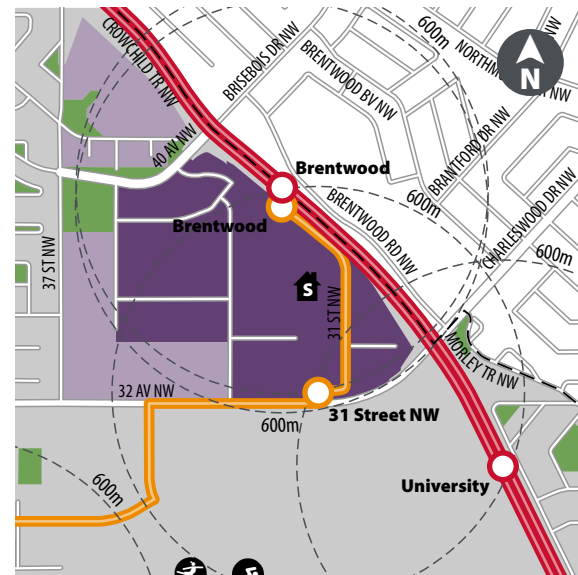 600m
CROWCHILD TR NW
BRISEBOIS DR NW
BRENTWOOD BV NW
N
40 AV NW
BRANTFORD DR NW
Brentwood
Brentwood
600m
BRENTWOOD RD NW
CHARLESWOOD DR NW
37 ST NW
600m
S
31 ST NW
MORLEY TR NW
32 AV NW
31 Street NW
600m
University
600m